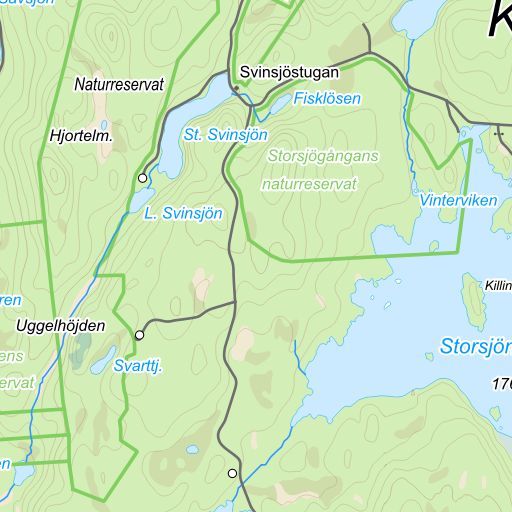 Svinsjöstugan
Naturreservat
Fisklösen
Hjortelm.
St. Svinsjön
Storsjögångans
naturreservat
Vinterviken
L. Svinsjön
Killin
Uggelhöjden
Storsjön
Svarttj.
176